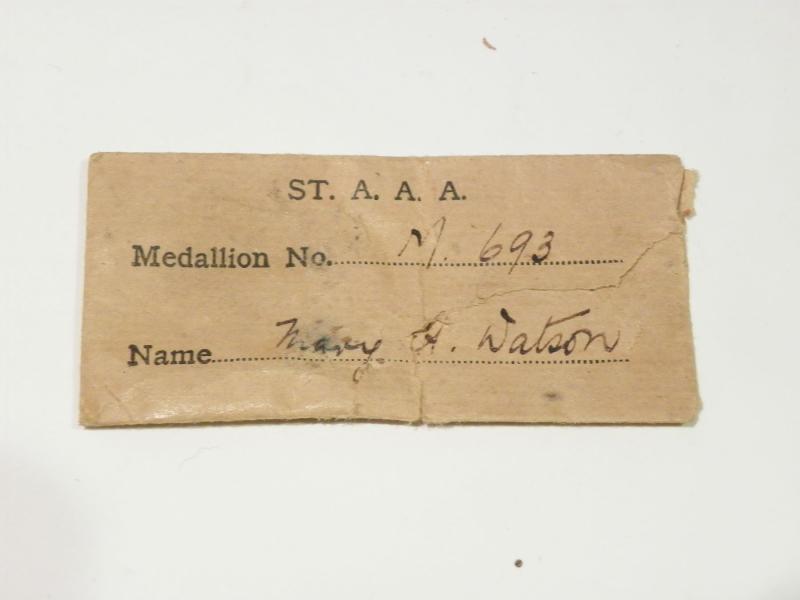 ST. A. A. A.
Medallion No. M. 693
Name Mary A. Watson